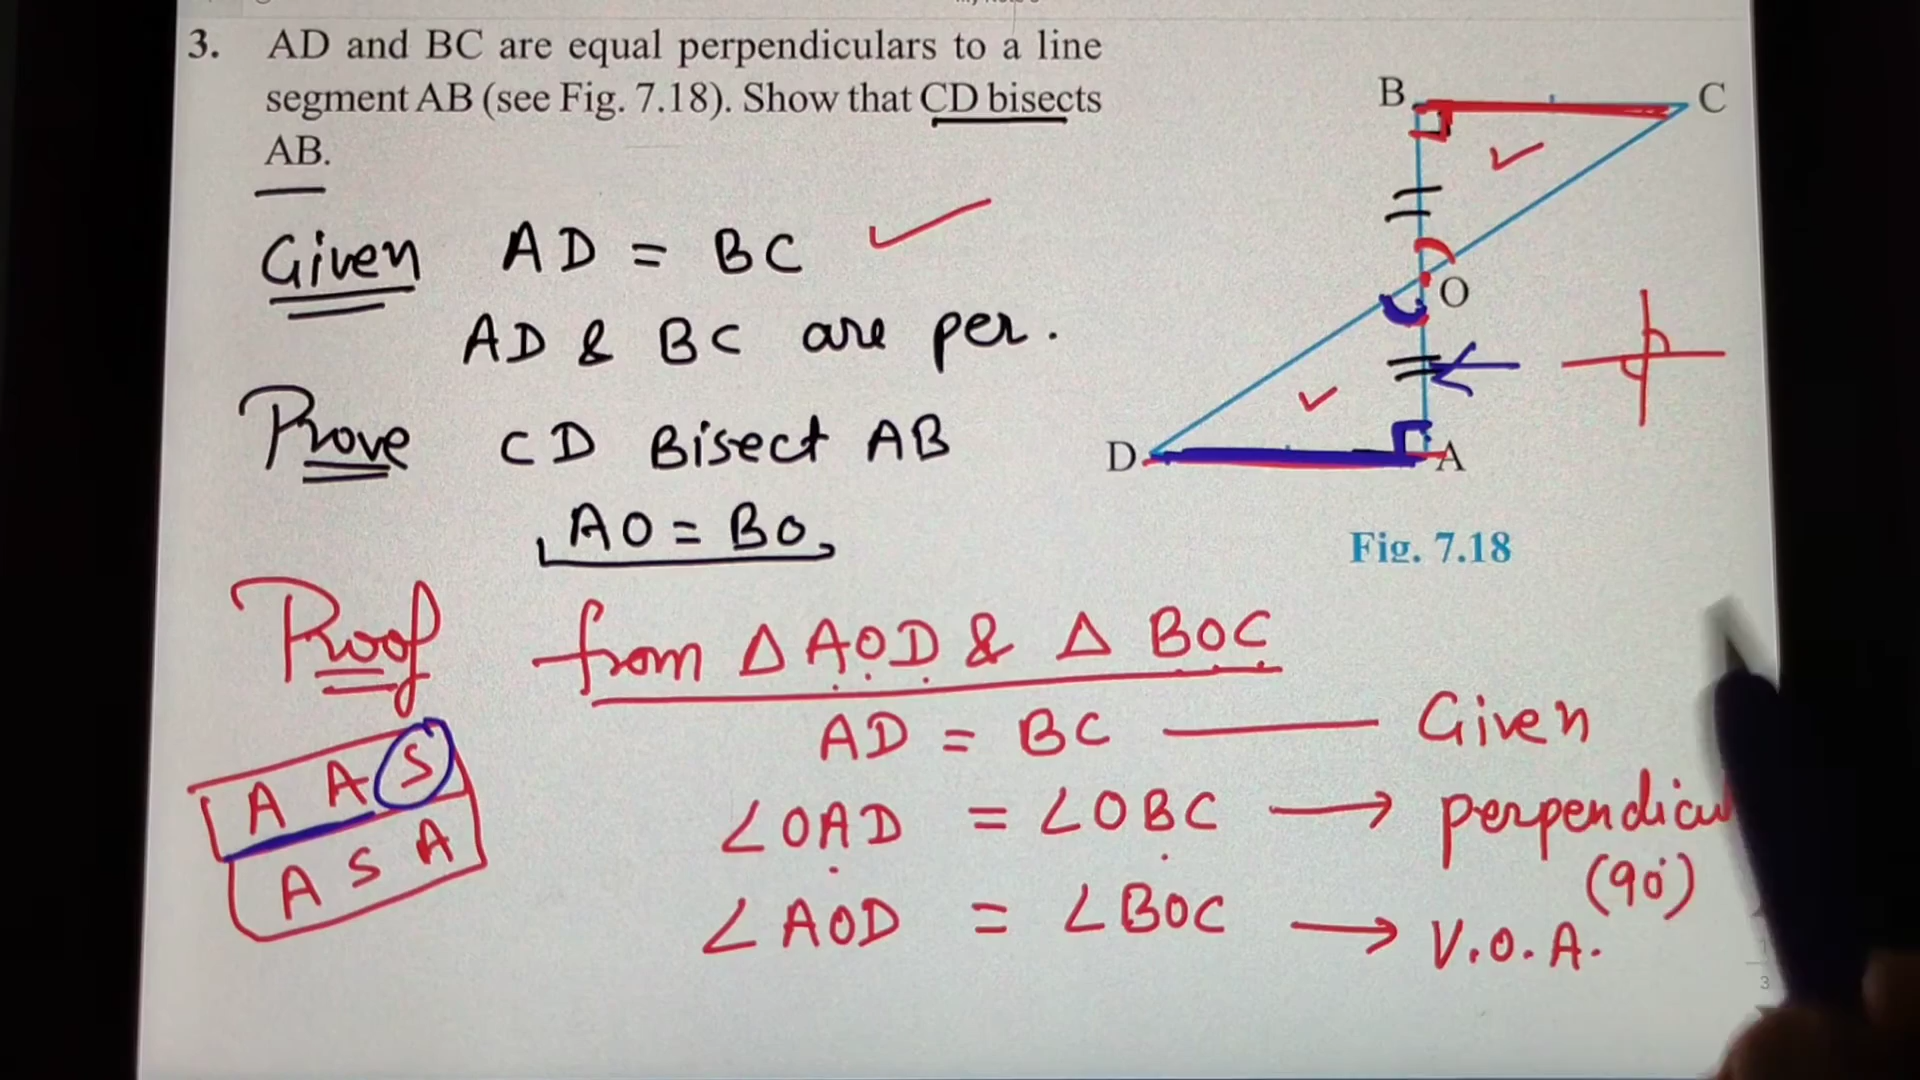 3. AD and BC are equal perpendiculars to a line
segment AB (see Fig. 7.18). Show that CD bisects
AB.
Given AD = BC
AD & BC are per.
Prove CD Bisect AB
AO = BO
B
C
O
D
A
Fig. 7.18
Proof from Δ AOD & Δ BOC
AD = BC Given
AAS
ASA
∠OAD = ∠OBC → perpendicu
(90°)
∠AOD = ∠BOC → V.O.A.
3